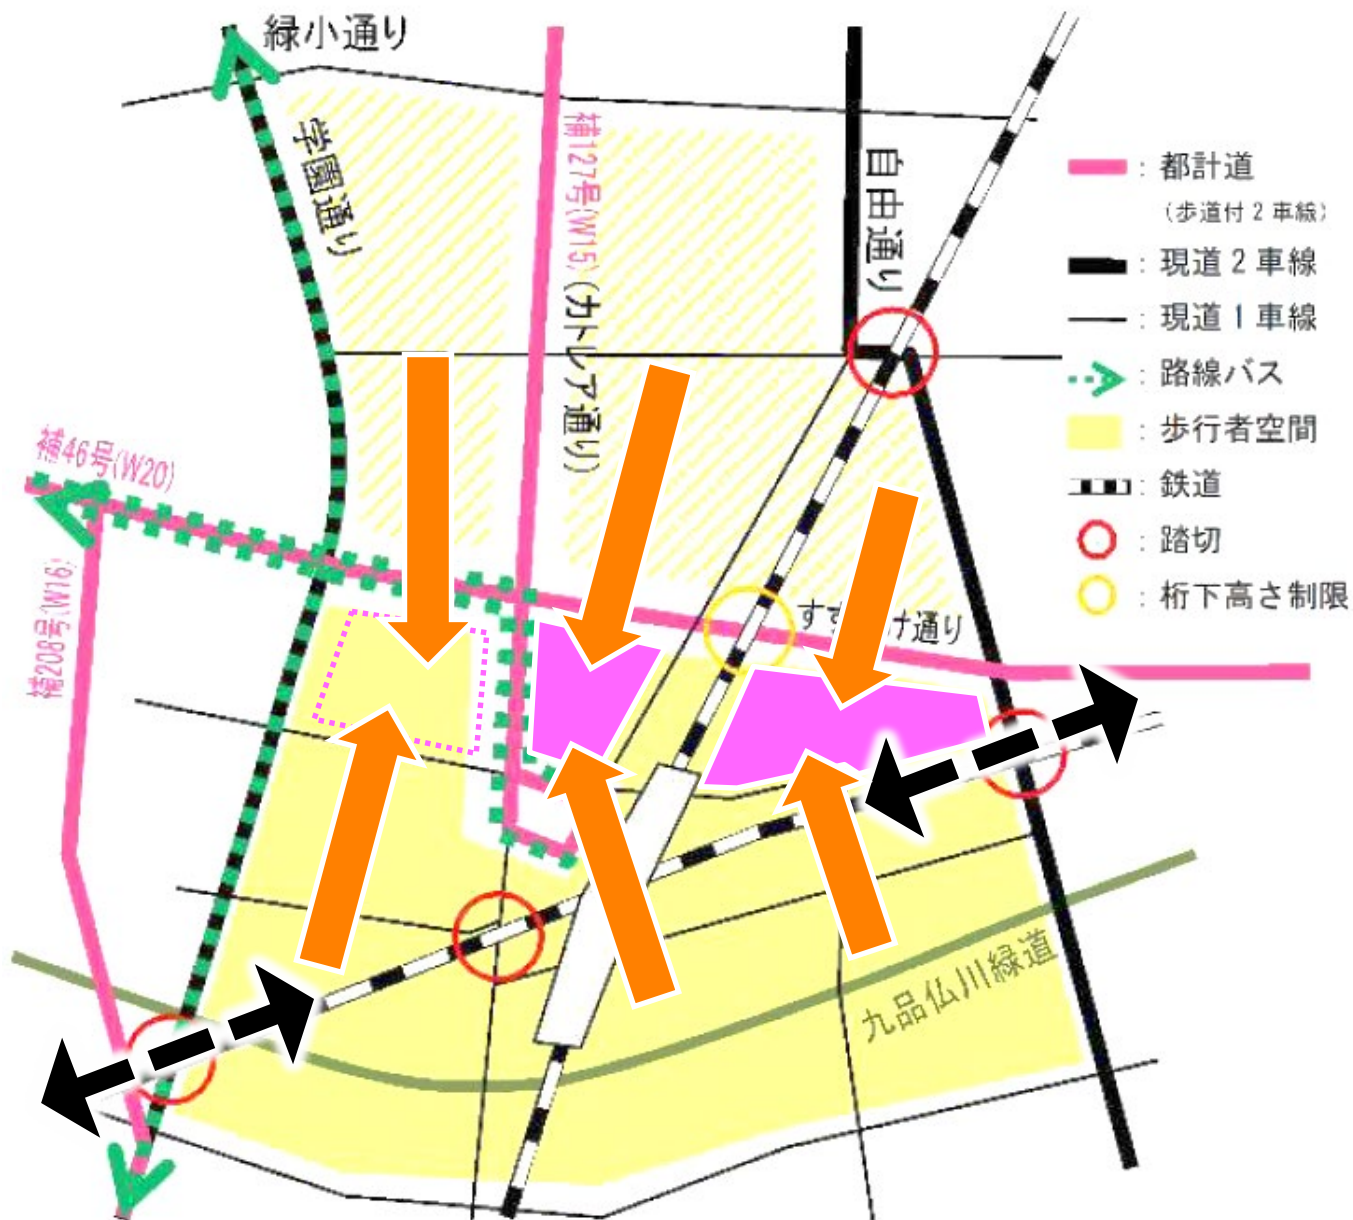 緑小通り
学園通り
補127号(W15)(カトレア通り)
自由通り
: 都計道
(歩道付2車線)
: 現道2車線
: 現道1車線
: 路線バス
: 歩行者空間
: 鉄道
: 踏切
: 桁下高さ制限
補46号(W20)
補208号(W16)
すず け通り
九品仏川緑道